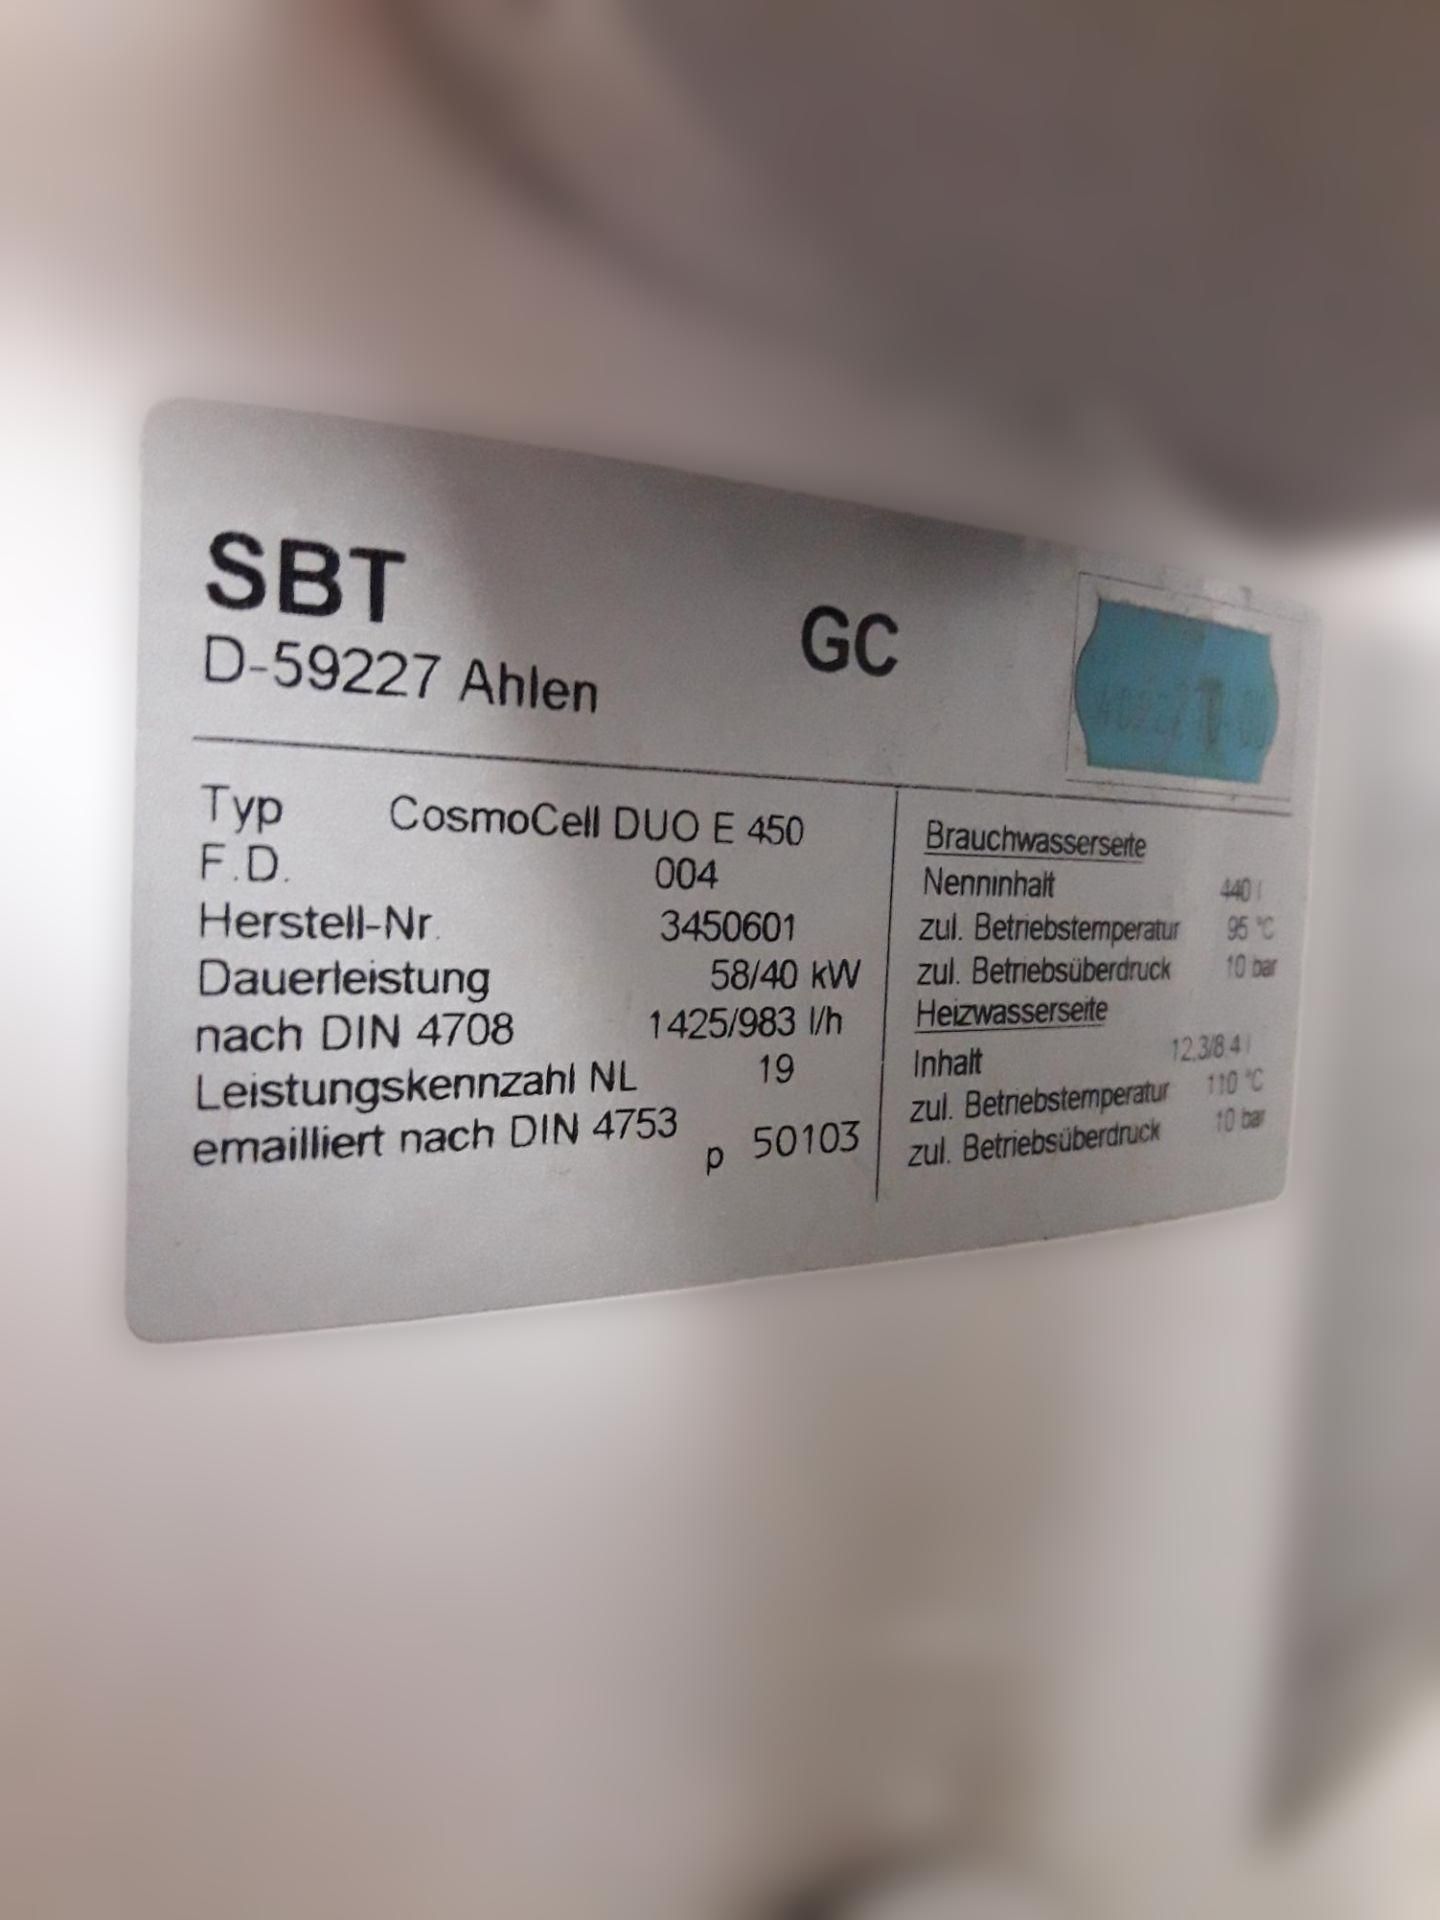 SBT
D-59227 Ahlen
GC
Typ CosmoCell DUO E 450
F.D. 004
Herstell-Nr. 3450601
Dauerleistung 58/40 kW
nach DIN 4708 1425/983 l/h
Leistungskennzahl NL 19
emailliert nach DIN 4753 p 50103
Brauchwasserseite
Nenninhalt 440 l
zul. Betriebstemperatur 95 °C
zul. Betriebsüberdruck 10 bar
Heizwasserseite
Inhalt 12,3/8,4 l
zul. Betriebstemperatur 110 °C
zul. Betriebsüberdruck 10 bar